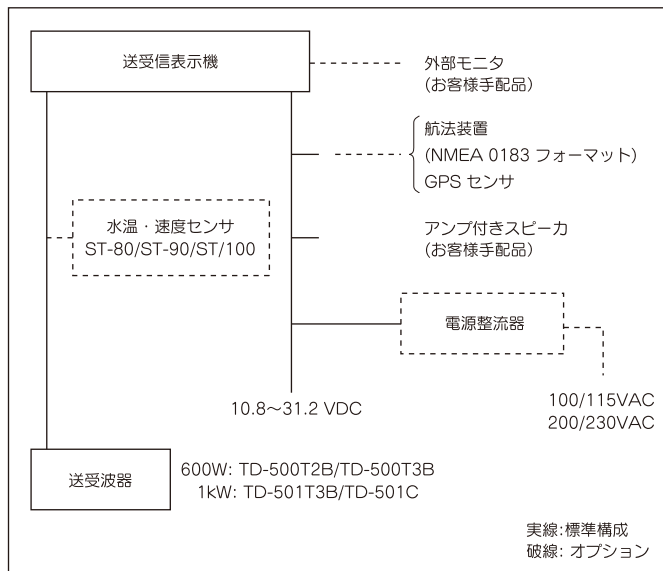 送受信表示機
外部モニタ
(お客様手配品)
航法装置
(NMEA 0183 フォーマット)
GPS センサ
水温・速度センサ
ST-80/ST-90/ST/100
アンプ付きスピーカ
(お客様手配品)
電源整流器
10.8～31.2 VDC
100/115VAC
200/230VAC
送受波器
600W: TD-500T2B/TD-500T3B
1kW: TD-501T3B/TD-501C
実線:標準構成
破線: オプション